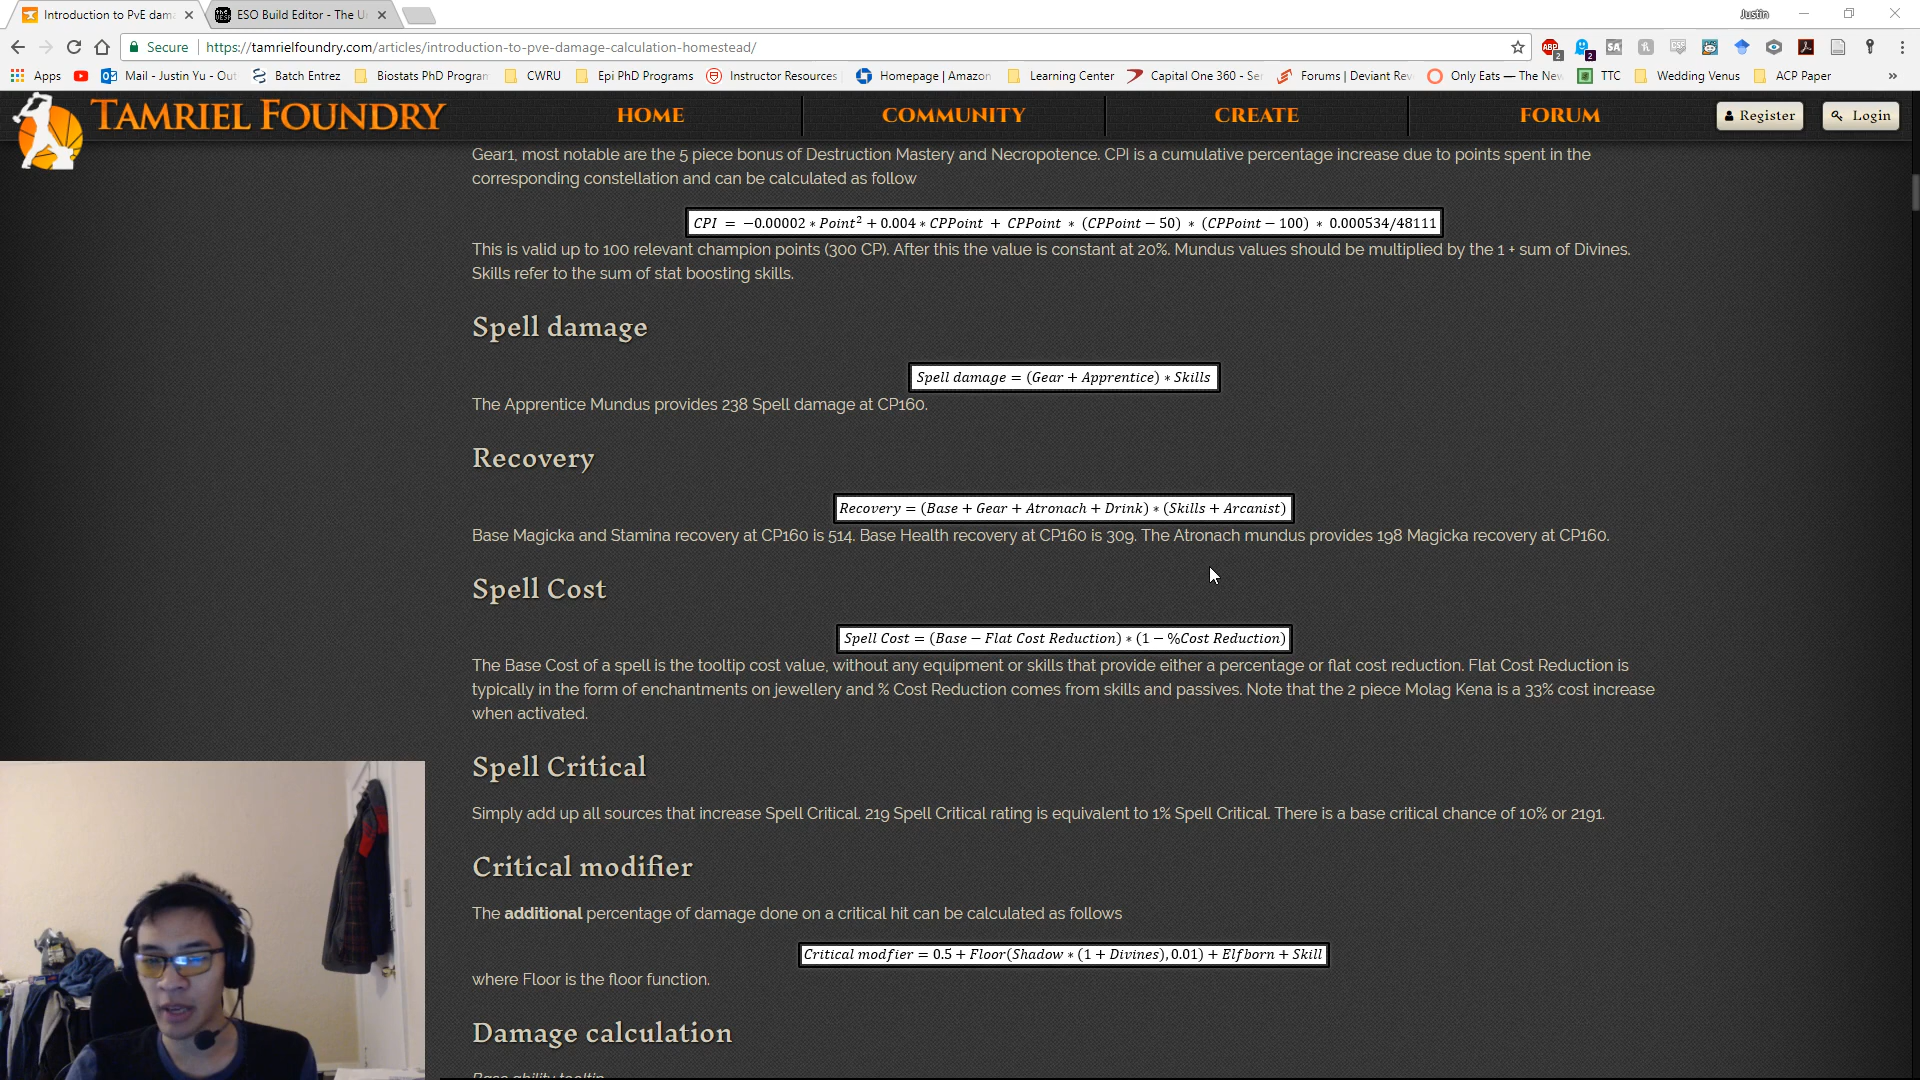 Introduction to PvE dam
ESO Build Editor - The U
Justin
Secure
https://tamrielfoundry.com/articles/introduction-to-pve-damage-calculation-homestead/
ABP
2
2
SA
CSC
Apps
Mail - Justin Yu - Out
Batch Entrez
Biostats PhD Program
CWRU
Epi PhD Programs
Instructor Resources
Homepage | Amazon
Learning Center
Capital One 360 - Se
Forums | Deviant Rev
Only Eats — The New
TTC
Wedding Venus
ACP Paper
»
TAMRIEL FOUNDRY
HOME
COMMUNITY
CREATE
FORUM
Register
Login
Gear1, most notable are the 5 piece bonus of Destruction Mastery and Necropotence. CPI is a cumulative percentage increase due to points spent in the
corresponding constellation and can be calculated as follow
CPI = −0.00002 * Point² + 0.004 * CPPoint + CPPoint * (CPPoint − 50) * (CPPoint − 100) * 0.000534/48111
This is valid up to 100 relevant champion points (300 CP). After this the value is constant at 20%. Mundus values should be multiplied by the 1 + sum of Divines.
Skills refer to the sum of stat boosting skills.
Spell damage
Spell damage = (Gear + Apprentice) * Skills
The Apprentice Mundus provides 238 Spell damage at CP160.
Recovery
Recovery = (Base + Gear + Atronach + Drink) * (Skills + Arcanist)
Base Magicka and Stamina recovery at CP160 is 514. Base Health recovery at CP160 is 309. The Atronach mundus provides 198 Magicka recovery at CP160.
Spell Cost
Spell Cost = (Base − Flat Cost Reduction) * (1 − %Cost Reduction)
The Base Cost of a spell is the tooltip cost value, without any equipment or skills that provide either a percentage or flat cost reduction. Flat Cost Reduction is
typically in the form of enchantments on jewellery and % Cost Reduction comes from skills and passives. Note that the 2 piece Molag Kena is a 33% cost increase
when activated.
Spell Critical
Simply add up all sources that increase Spell Critical. 219 Spell Critical rating is equivalent to 1% Spell Critical. There is a base critical chance of 10% or 2191.
Critical modifier
The additional percentage of damage done on a critical hit can be calculated as follows
Critical modfier = 0.5 + Floor(Shadow * (1 + Divines), 0.01) + Elfborn + Skill
where Floor is the floor function.
Damage calculation
Base ability tooltip